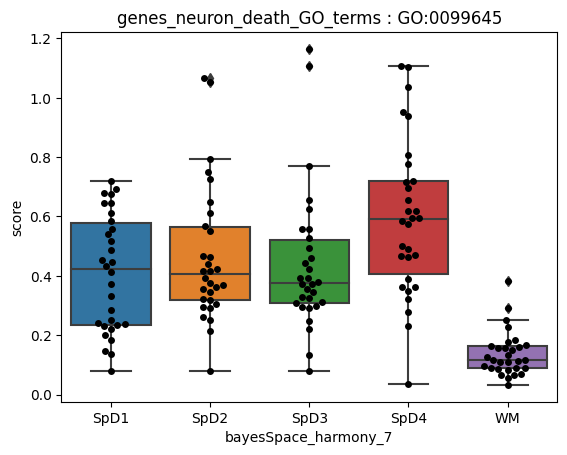 genes_neuron_death_GO_terms : GO:0099645
score
1.2
1.0
0.8
0.6
0.4
0.2
0.0
SpD1 SpD2 SpD3 SpD4 WM
bayesSpace_harmony_7